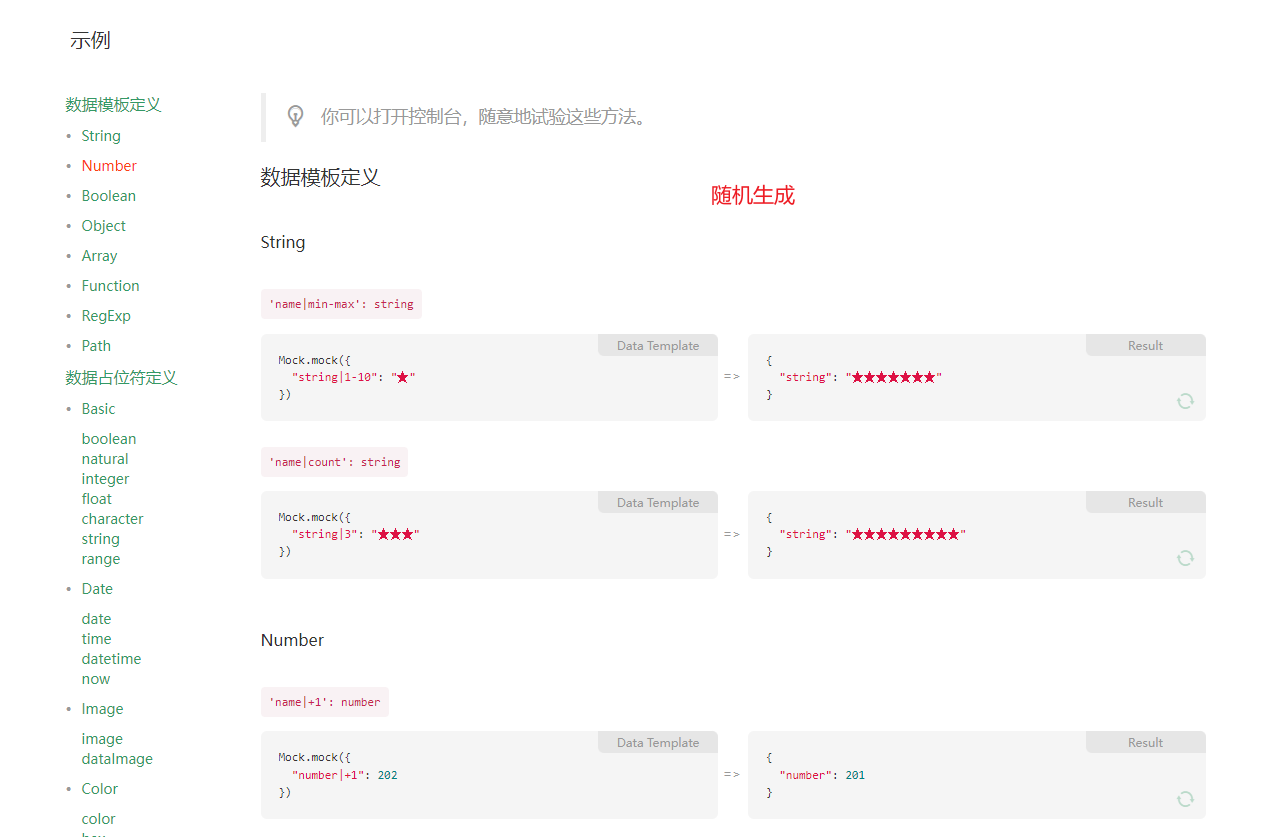 示例
数据模板定义
• String
• Number
• Boolean
• Object
• Array
• Function
• RegExp
• Path
数据占位符定义
• Basic
boolean
natural
integer
float
character
string
range
• Date
date
time
datetime
now
• Image
image
dataImage
• Color
color
你可以打开控制台，随意地试验这些方法。
数据模板定义
随机生成
String
'name|min-max': string
Data Template
Mock.mock({
"string|1-10": "★"
})
=>
Result
{
"string": "★★★★★★★"
}
'name|count': string
Data Template
Mock.mock({
"string|3": "★★★"
})
=>
Result
{
"string": "★★★★★★★★★"
}
Number
'name|+1': number
Data Template
Mock.mock({
"number|+1": 202
})
=>
Result
{
"number": 201
}